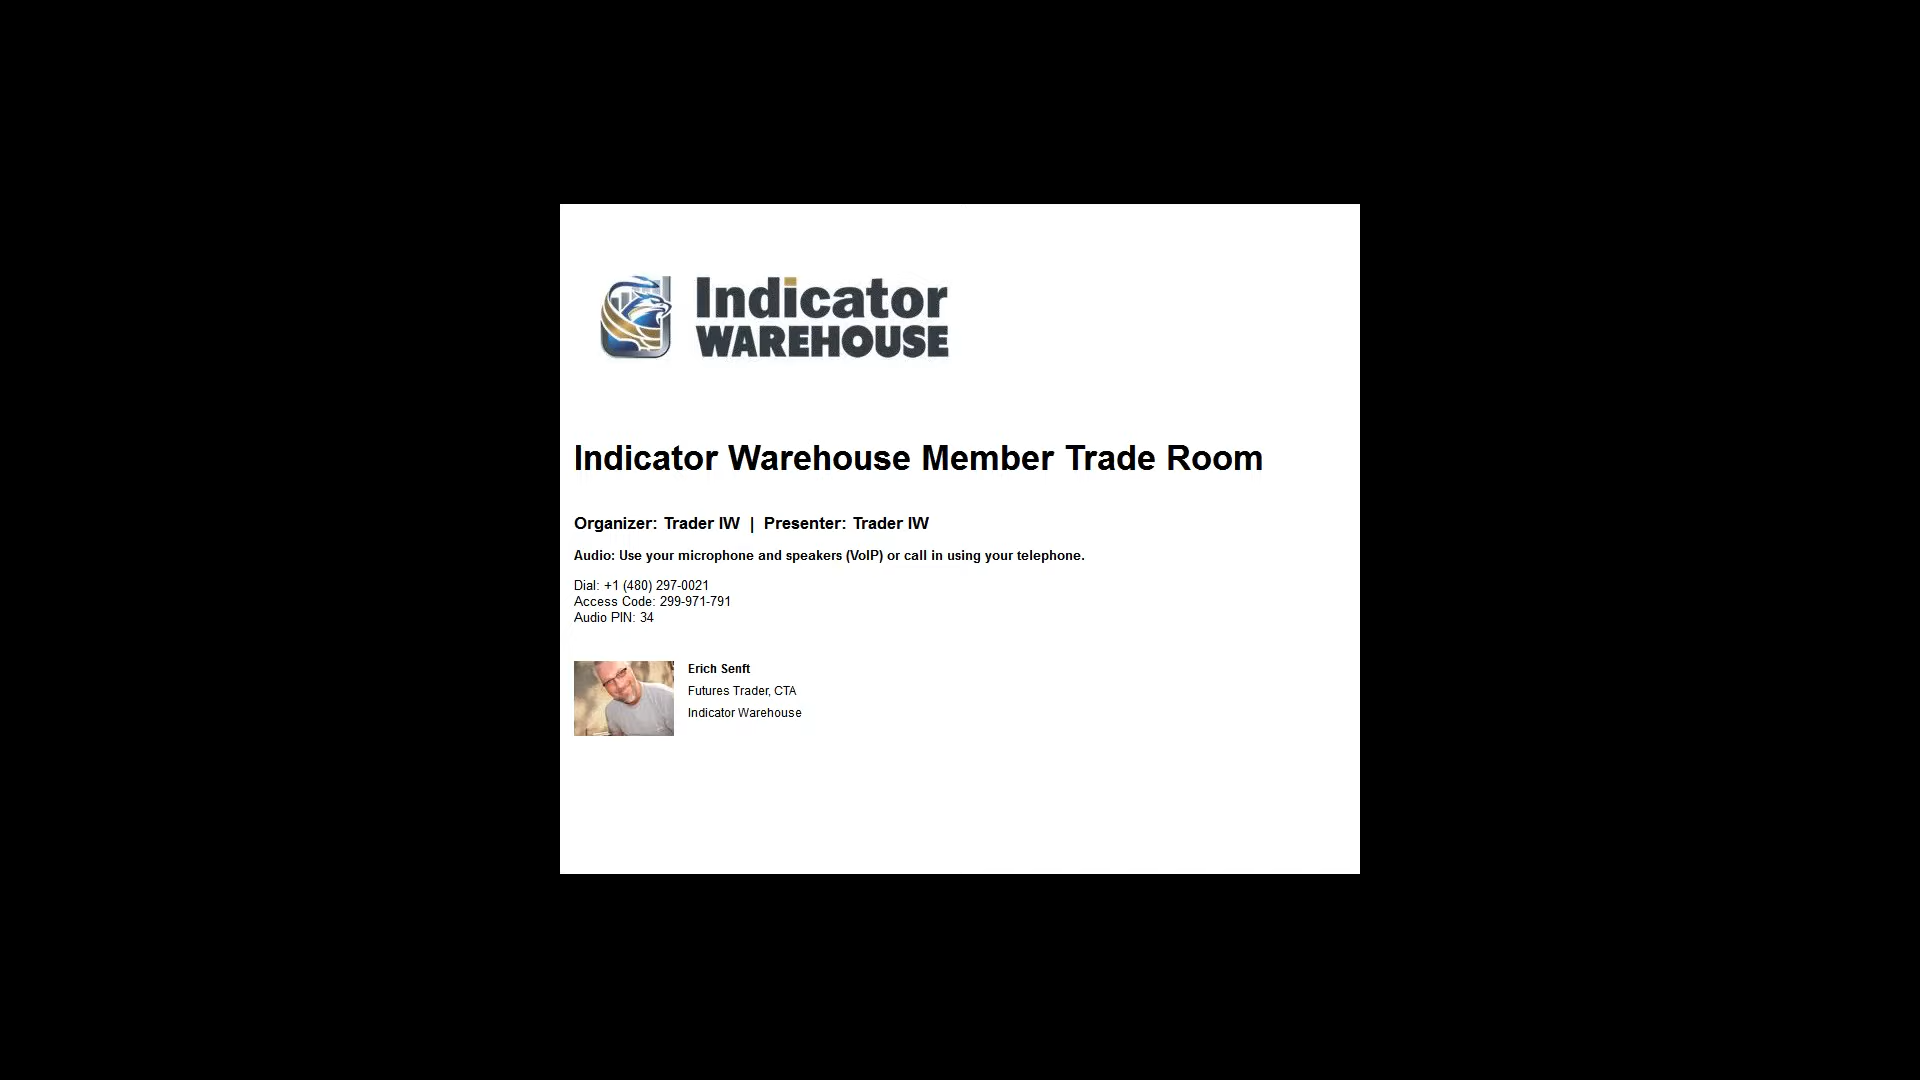 Indicator
WAREHOUSE
Indicator Warehouse Member Trade Room
Organizer: Trader IW | Presenter: Trader IW
Audio: Use your microphone and speakers (VoIP) or call in using your telephone.
Dial: +1 (480) 297-0021
Access Code: 299-971-791
Audio PIN: 34
Erich Senft
Futures Trader, CTA
Indicator Warehouse